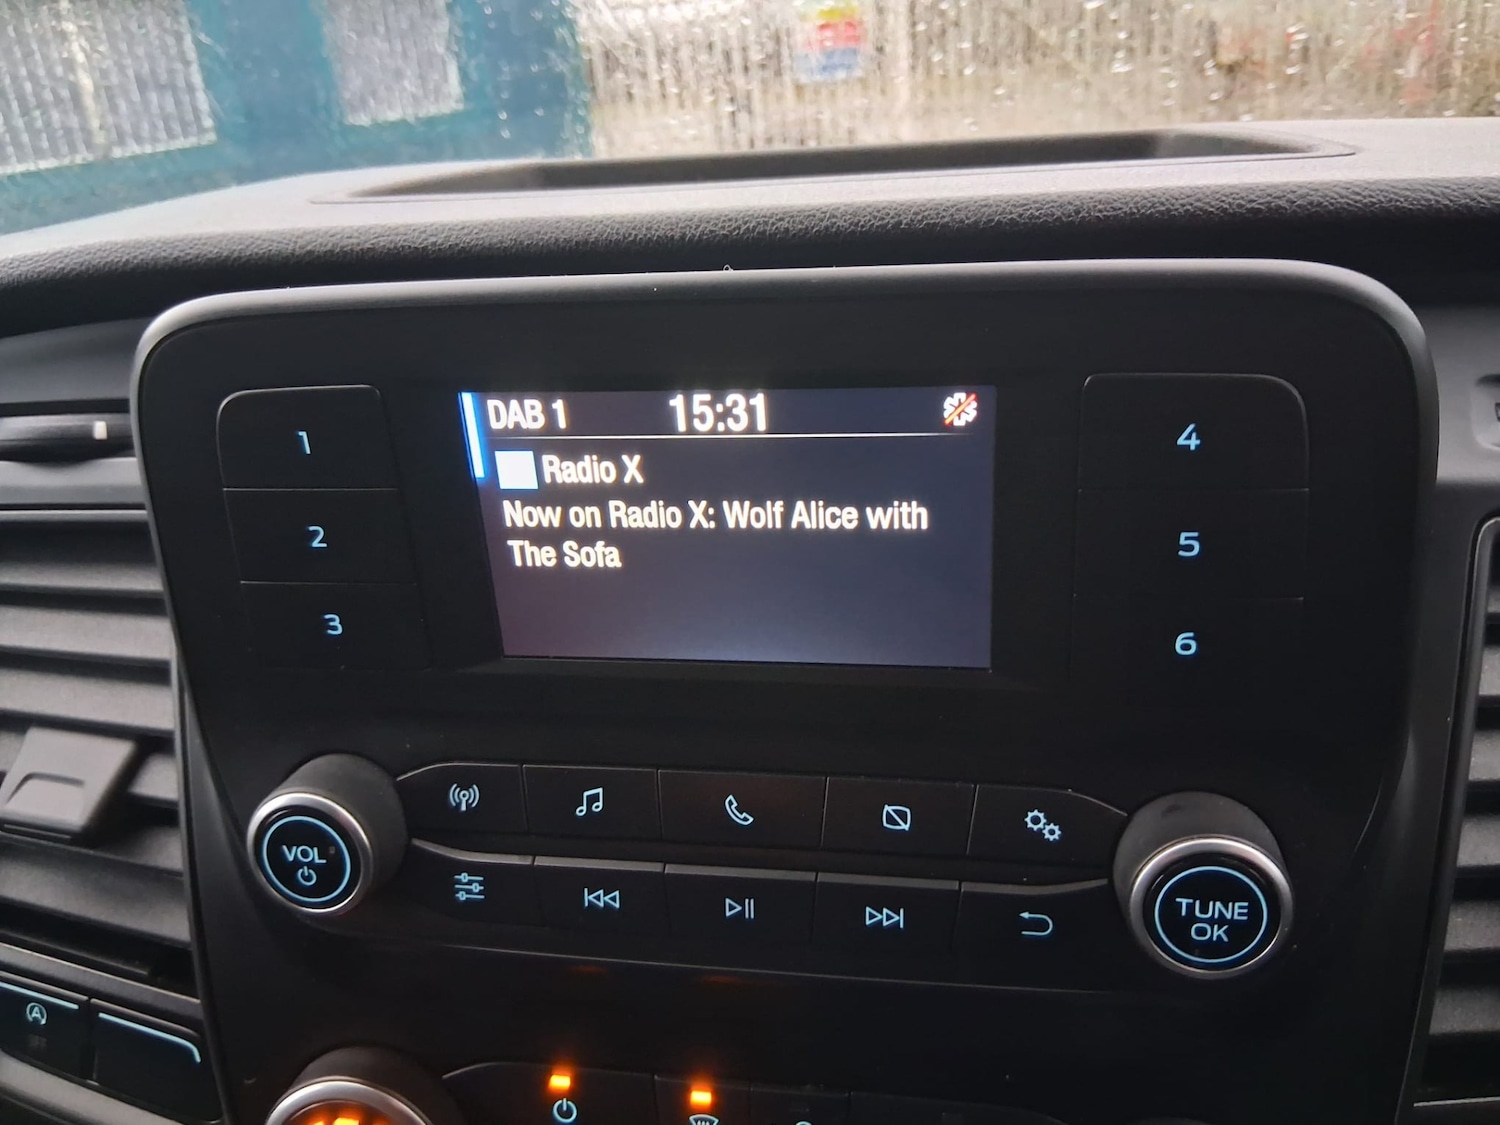 DAB 1 15:31
Radio X
Now on Radio X: Wolf Alice with
The Sofa
1
2
3
4
5
6
VOL
TUNE
OK
A